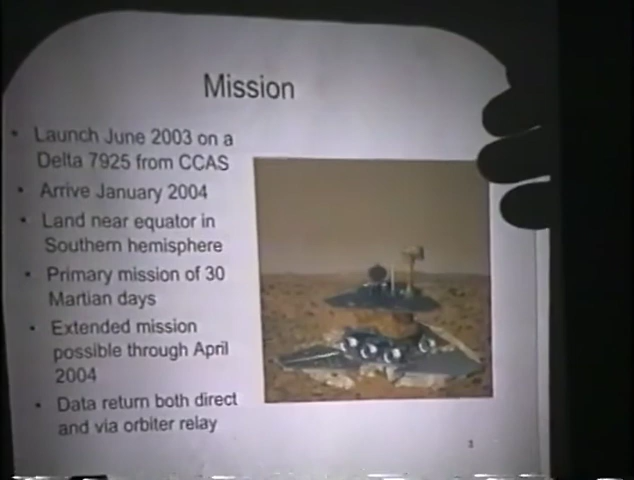 Mission
• Launch June 2003 on a
Delta 7925 from CCAS
• Arrive January 2004
• Land near equator in
Southern hemisphere
• Primary mission of 30
Martian days
• Extended mission
possible through April
2004
• Data return both direct
and via orbiter relay
3